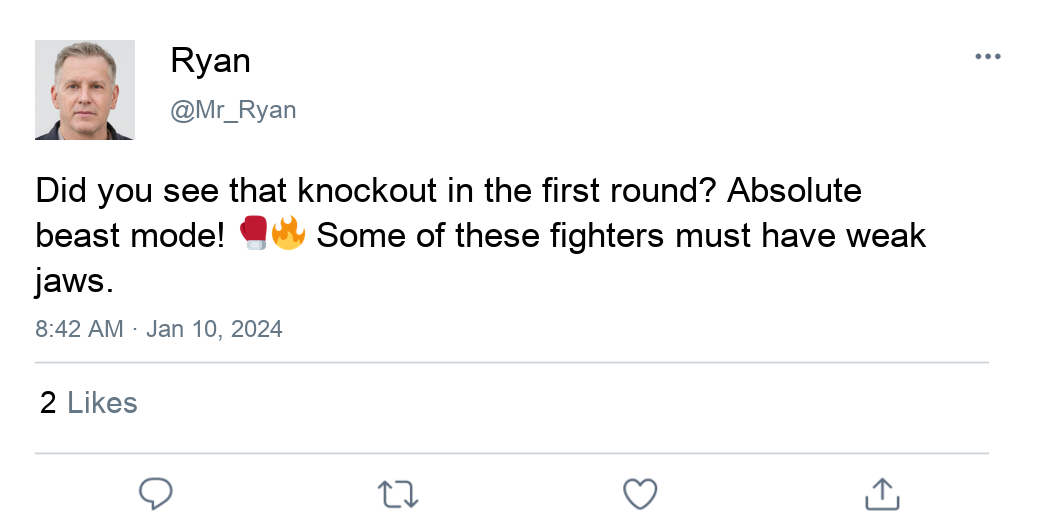 Ryan
@Mr_Ryan
Did you see that knockout in the first round? Absolute
beast mode! 🥊🔥 Some of these fighters must have weak
jaws.
8:42 AM · Jan 10, 2024
2 Likes